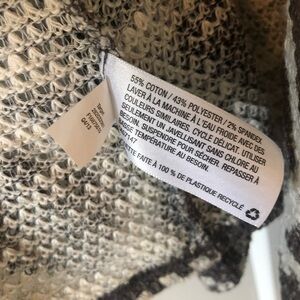 55% COTON / 43% POLYESTER / 2% SPANDEX
LAVER À LA MACHINE À L'EAU FROIDE AVEC
COULEURS SIMILAIRES. CYCLE DÉLICAT. UTILISER
SEULEMENT UN JAVELLISANT SANS CHLORE AU
BESOIN. SUSPENDRE POUR SÉCHER. REPASSER À
BASSE TEMPÉRATURE AU BESOIN.
FAITE À 100 % DE PLASTIQUE RECYCLÉ